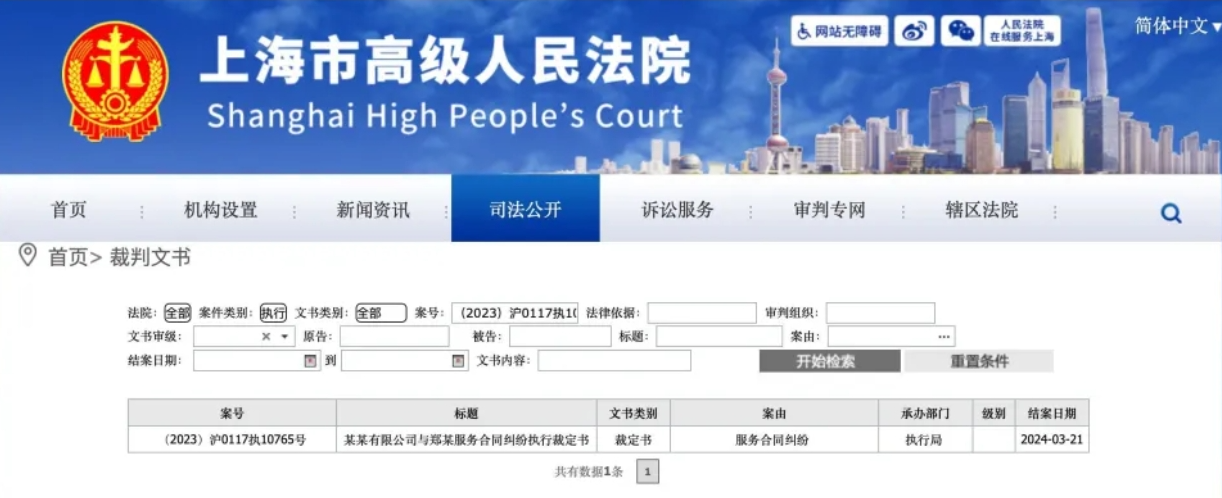 网站无障碍 人民法院
在线服务上海
简体中文
上海市高级人民法院
Shanghai High People's Court
首页 机构设置 新闻资讯 司法公开 诉讼服务 审判专网 辖区法院
首页> 裁判文书
法院: 全部 案件类别: 执行 文书类别: 全部 案号: （2023）沪0117执1( 法律依据: 审判组织:
文书审级: × 原告: 被告: 标题: 案由: ...
结案日期: 到 文书内容: 开始检索 重置条件
案号 标题 文书类别 案由 承办部门 级别 结案日期
（2023）沪0117执10765号 某某有限公司与郑某服务合同纠纷执行裁定书 裁定书 服务合同纠纷 执行局 2024-03-21
共有数据1条 1